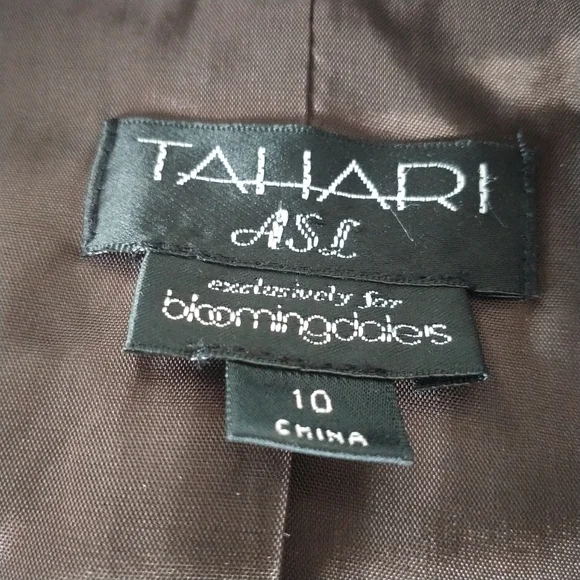 TAHARI
ASL
exclusively for
bloomingdale's
10
CHINA